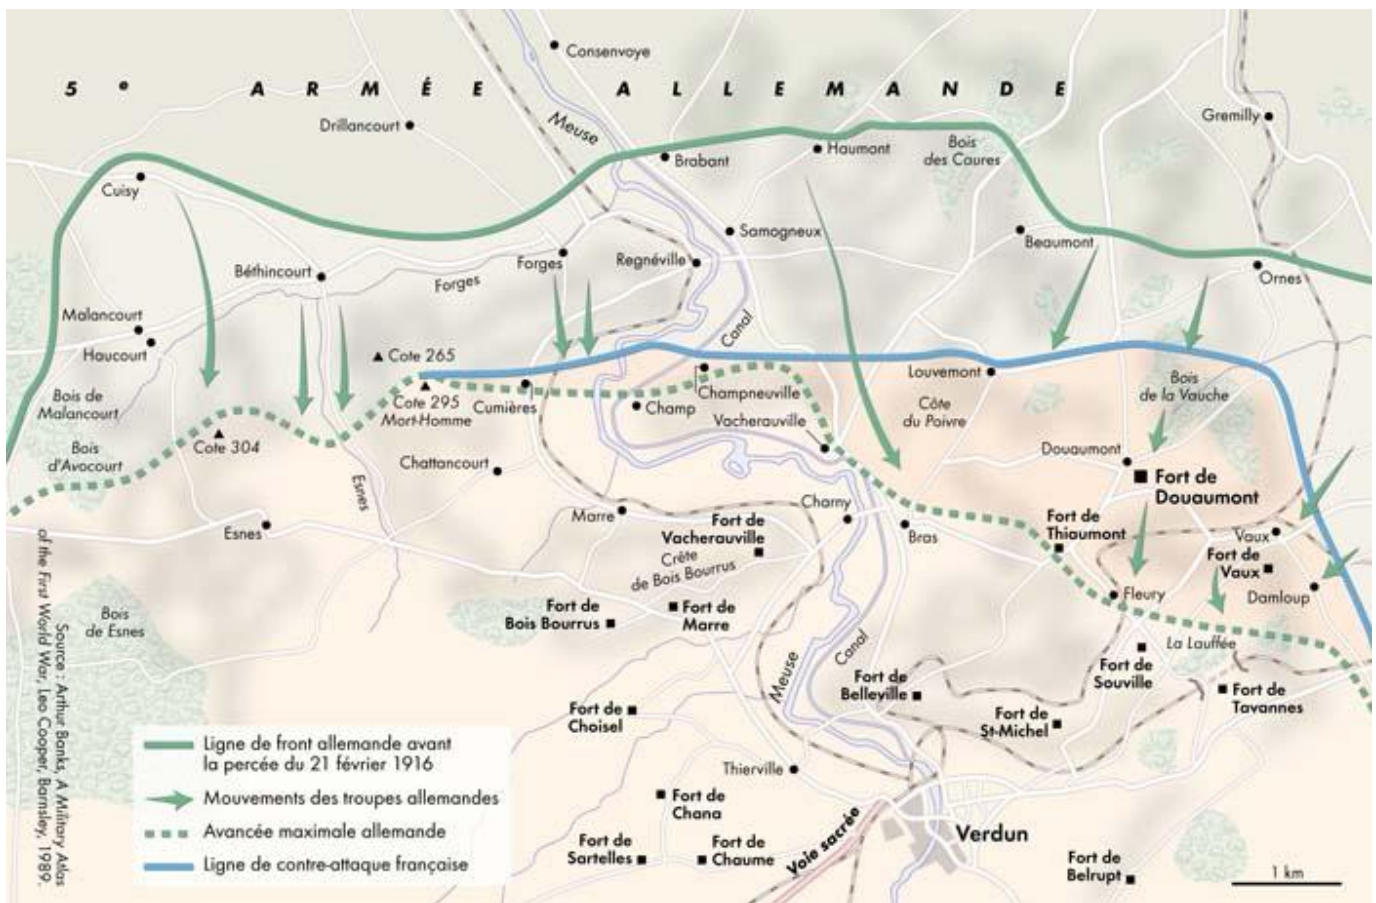 5e ARMÉE ALLEMANDE
Consenvoye
Drillancourt
Meuse
Gremilly
Haumont
Bois
des Caures
Brabant
Cuisy
Samogneux
Beaumont
Forges
Regnéville
Béthincourt
Forges
Ornes
Malancourt
Haucourt
Canal
Cote 265
Louvemont
Bois de
Malancourt
Cote 295
Mort-Homme
Cumières
Champ
Champneuville
Vacherauville
Côte
du Poivre
Bois
de la Vauche
Bois
d'Avocourt
Cote 304
Chattancourt
Douaumont
Fort de
Douaumont
Esnes
Esnes
Marre
Fort de
Vacherauville
Charny
Bras
Fort de
Thiaumont
Vaux
Fort de
Vaux
Crête
de Bois Bourrus
Fleury
Damloup
Bois
de Esnes
Fort de
Bois Bourrus
Fort de
Marre
La Lauffée
Meuse
Canal
Fort de
Belleville
Fort de
Souville
Fort de
Tavannes
Fort de
Choisel
Fort de
St-Michel
Thierville
Fort de
Chana
Voie sacrée
Verdun
Fort de
Sartelles
Fort de
Chaume
Fort de
Belrupt
1 km
Ligne de front allemande avant
la percée du 21 février 1916
Mouvements des troupes allemandes
Avancée maximale allemande
Ligne de contre-attaque française
Source : Arthur Banks, A Military Atlas
of the First World War, Leo Cooper, Barnsley, 1989.